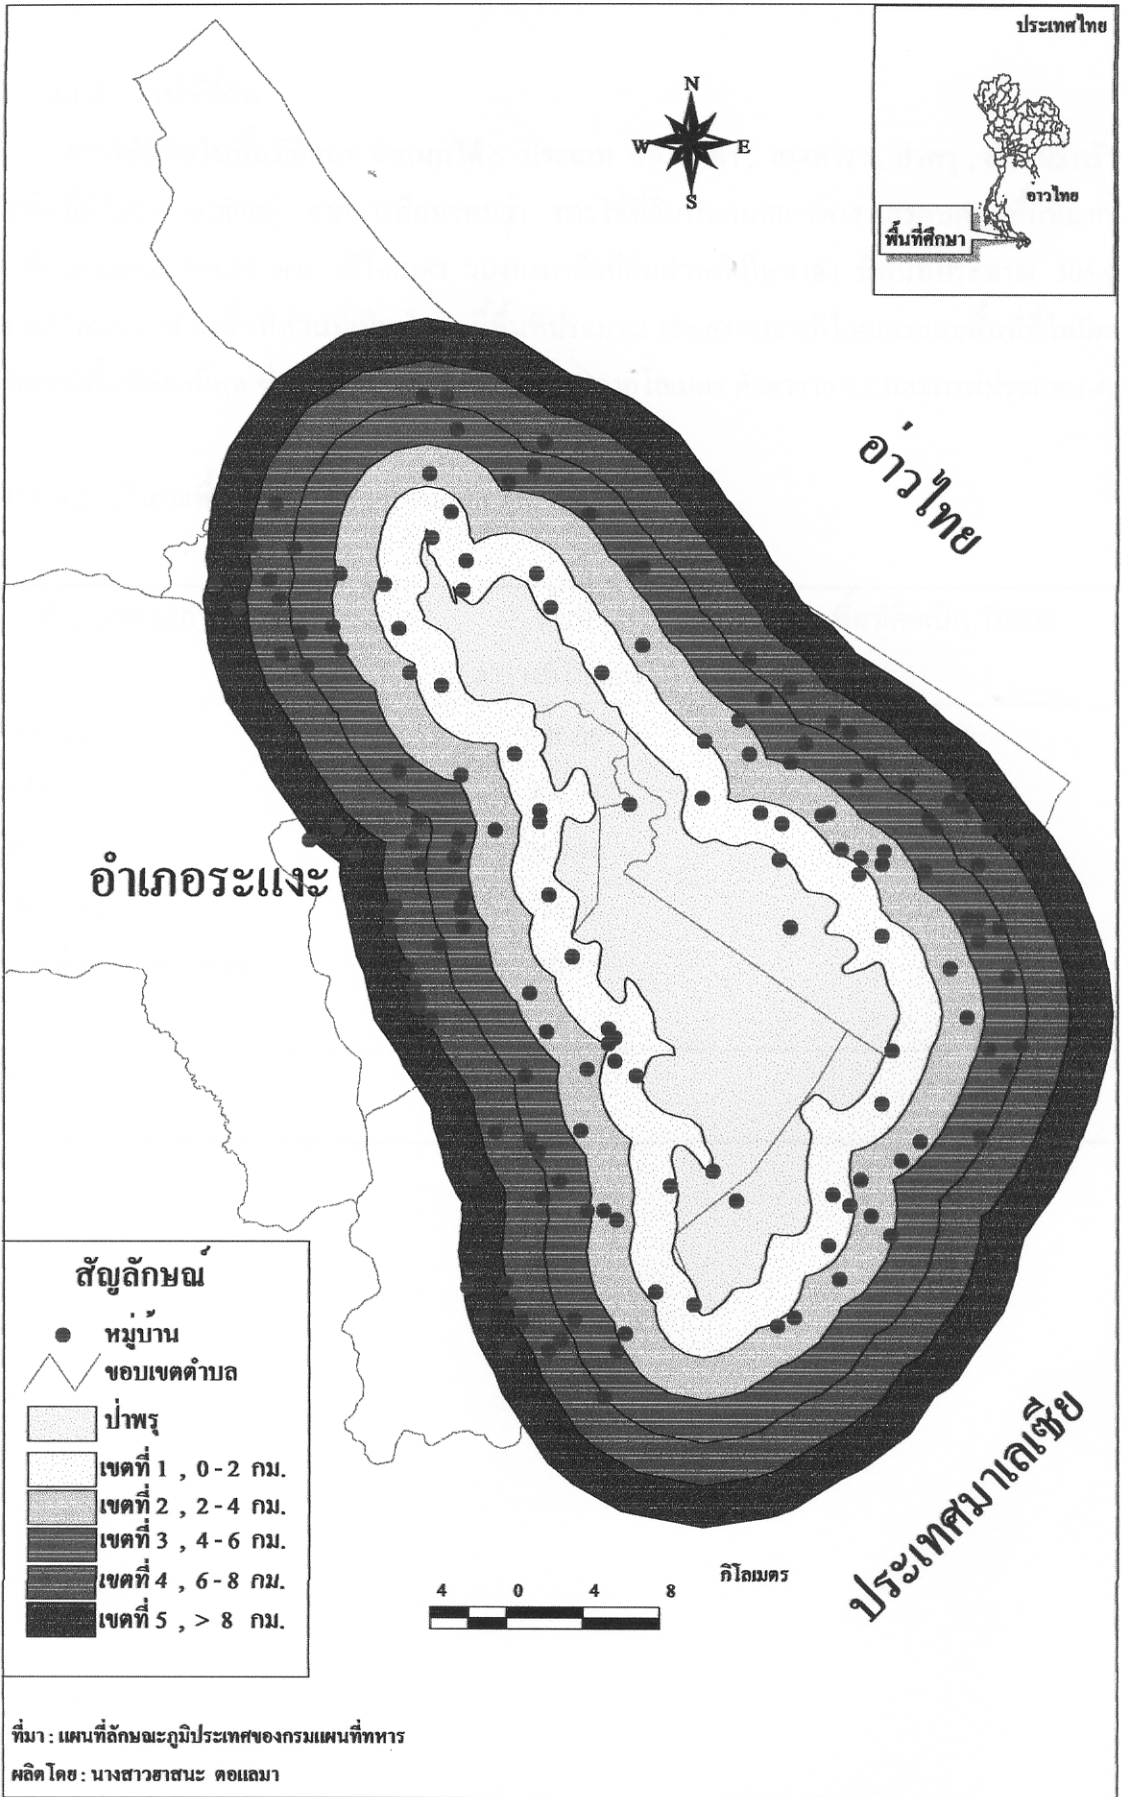 ประเทศไทย
N
W E
S
อ่าวไทย
พื้นที่ศึกษา
อ่าวไทย
อำเภอระแงะ
สัญลักษณ์
หมู่บ้าน
ขอบเขตตำบล
ป่าพรุ
เขตที่ 1 , 0 - 2 กม.
เขตที่ 2 , 2 - 4 กม.
เขตที่ 3 , 4 - 6 กม.
เขตที่ 4 , 6 - 8 กม.
เขตที่ 5 , > 8 กม.
ประเทศมาเลเซีย
4 0 4 8 กิโลเมตร
ที่มา : แผนที่ลักษณะภูมิประเทศของกรมแผนที่ทหาร
ผลิตโดย : นางสาวฮาสนะ ตอแลมา